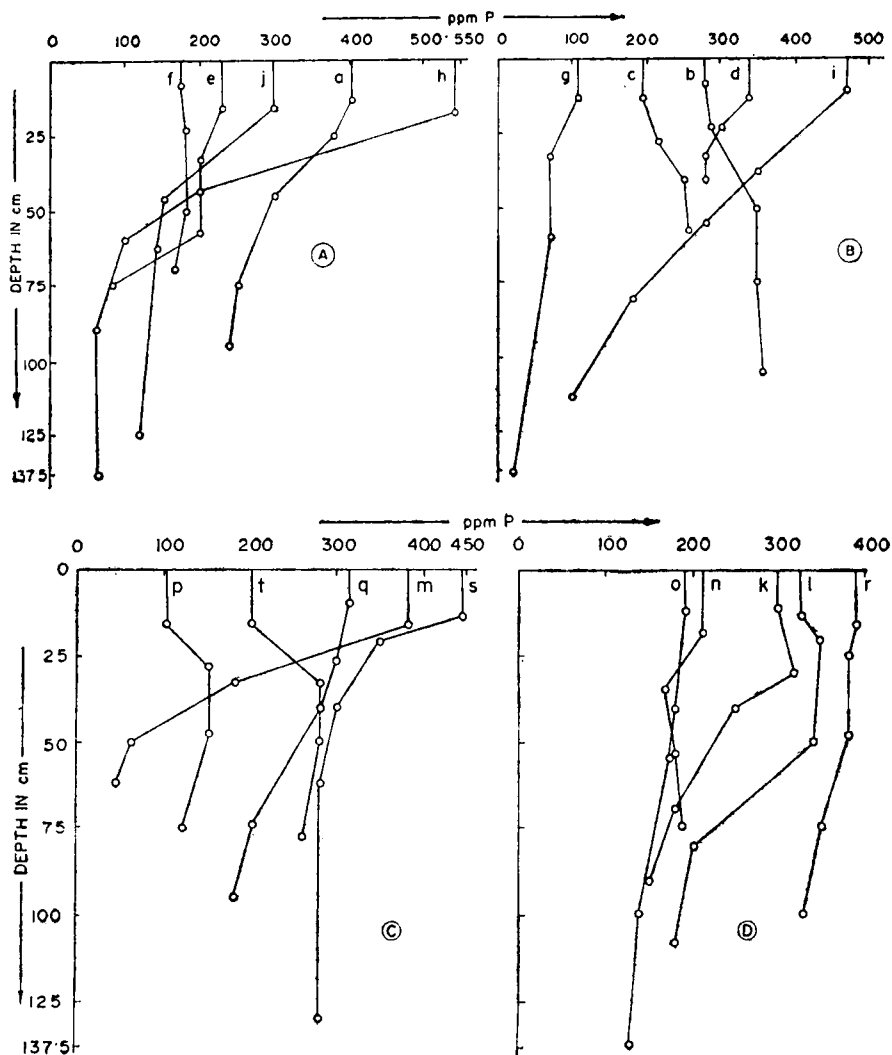 ppm P
0 100 200 300 400 500 550
0 100 200 300 400 500
f e j a h
g c b d i
25
50
75
100
125
137.5
DEPTH IN cm
A
B
ppm P
0 100 200 300 400 450
0 100 200 300 400
0
p t q m s
o n k l r
25
50
75
100
125
137.5
DEPTH IN cm
C
D